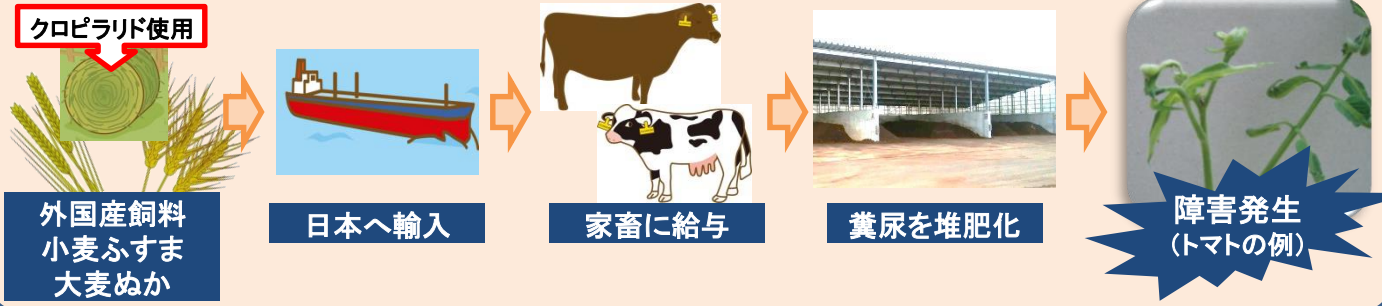 クロピラリド使用
外国産飼料
小麦ふすま
大麦ぬか
日本へ輸入
家畜に給与
糞尿を堆肥化
障害発生
(トマトの例)